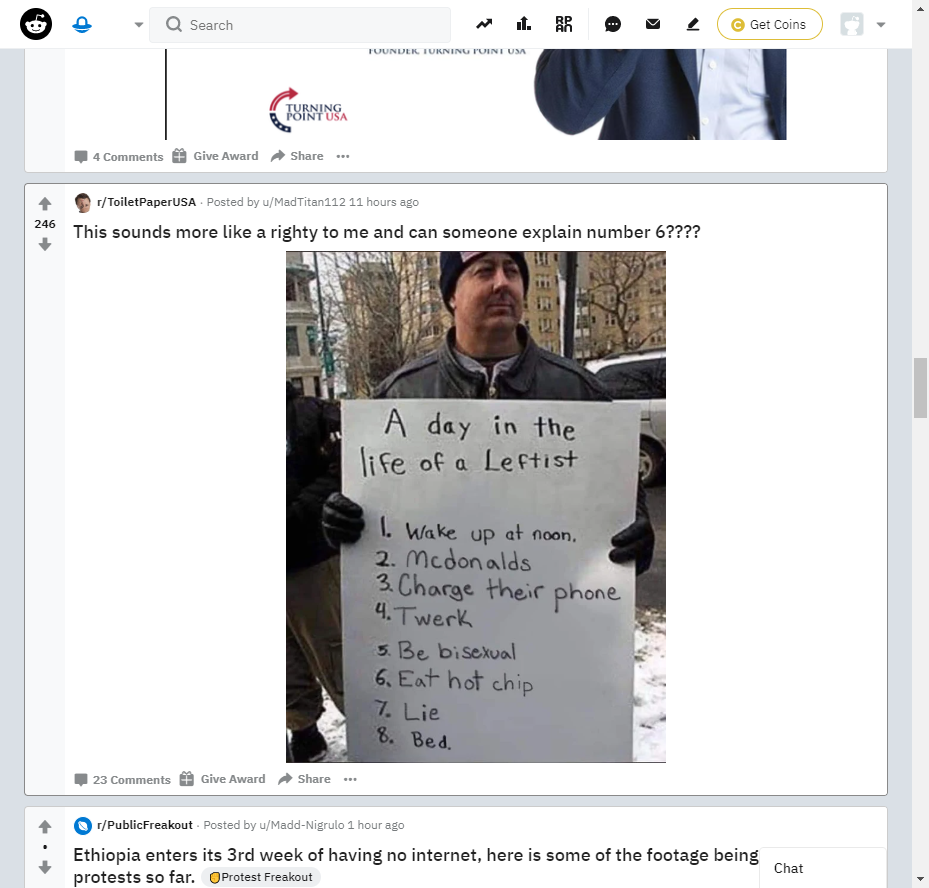 Search
Get Coins
FOUNDER, TURNING POINT USA
TURNING
POINT USA
4 Comments
Give Award
Share
246
r/ToiletPaperUSA · Posted by u/MadTitan112 11 hours ago
This sounds more like a righty to me and can someone explain number 6????
A day in the
life of a Leftist
1. Wake up at noon.
2. Mcdonalds
3. Charge their phone
4. Twerk
5. Be bisexual
6. Eat hot chip
7. Lie
8. Bed.
23 Comments
Give Award
Share
r/PublicFreakout · Posted by u/Madd-Nigrulo 1 hour ago
Ethiopia enters its 3rd week of having no internet, here is some of the footage being
protests so far.
Protest Freakout
Chat